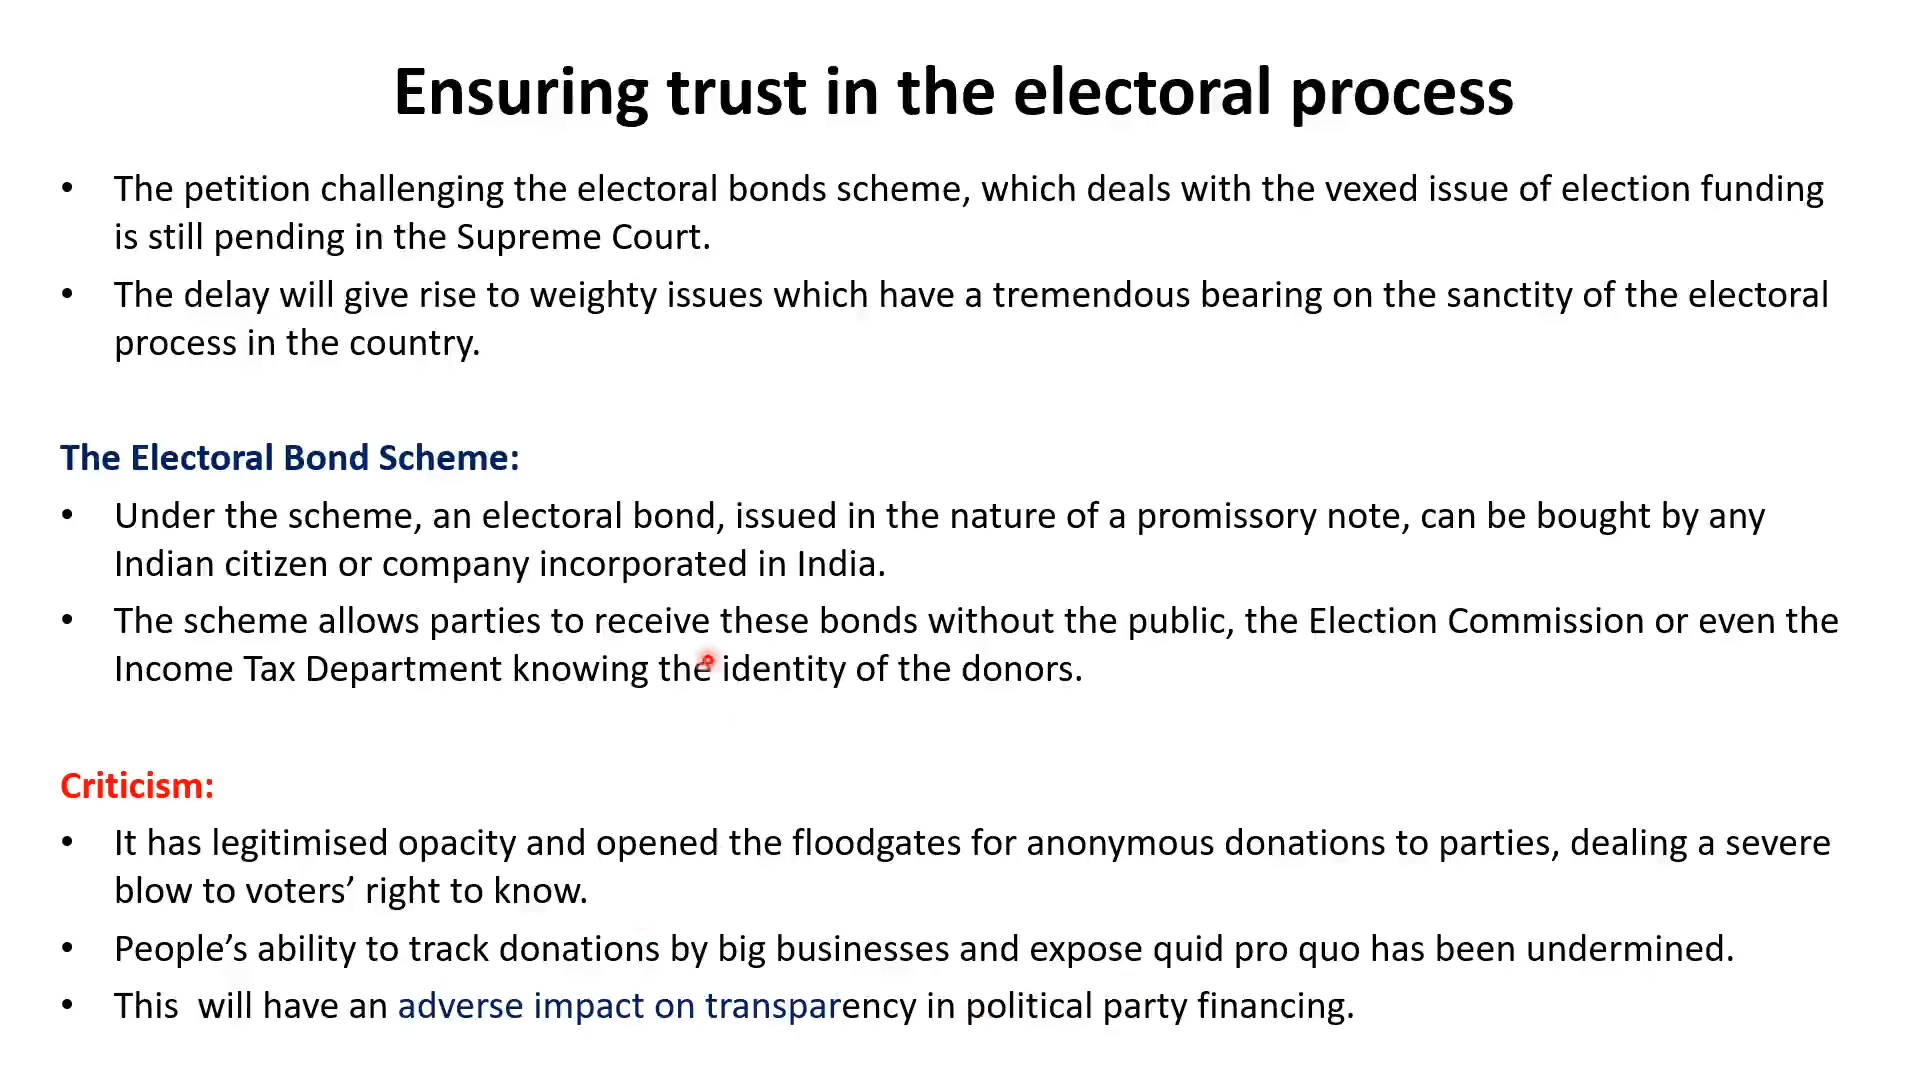 Ensuring trust in the electoral process
• The petition challenging the electoral bonds scheme, which deals with the vexed issue of election funding
is still pending in the Supreme Court.
• The delay will give rise to weighty issues which have a tremendous bearing on the sanctity of the electoral
process in the country.
The Electoral Bond Scheme:
• Under the scheme, an electoral bond, issued in the nature of a promissory note, can be bought by any
Indian citizen or company incorporated in India.
• The scheme allows parties to receive these bonds without the public, the Election Commission or even the
Income Tax Department knowing the identity of the donors.
Criticism:
• It has legitimised opacity and opened the floodgates for anonymous donations to parties, dealing a severe
blow to voters’ right to know.
• People’s ability to track donations by big businesses and expose quid pro quo has been undermined.
• This  will have an adverse impact on transparency in political party financing.